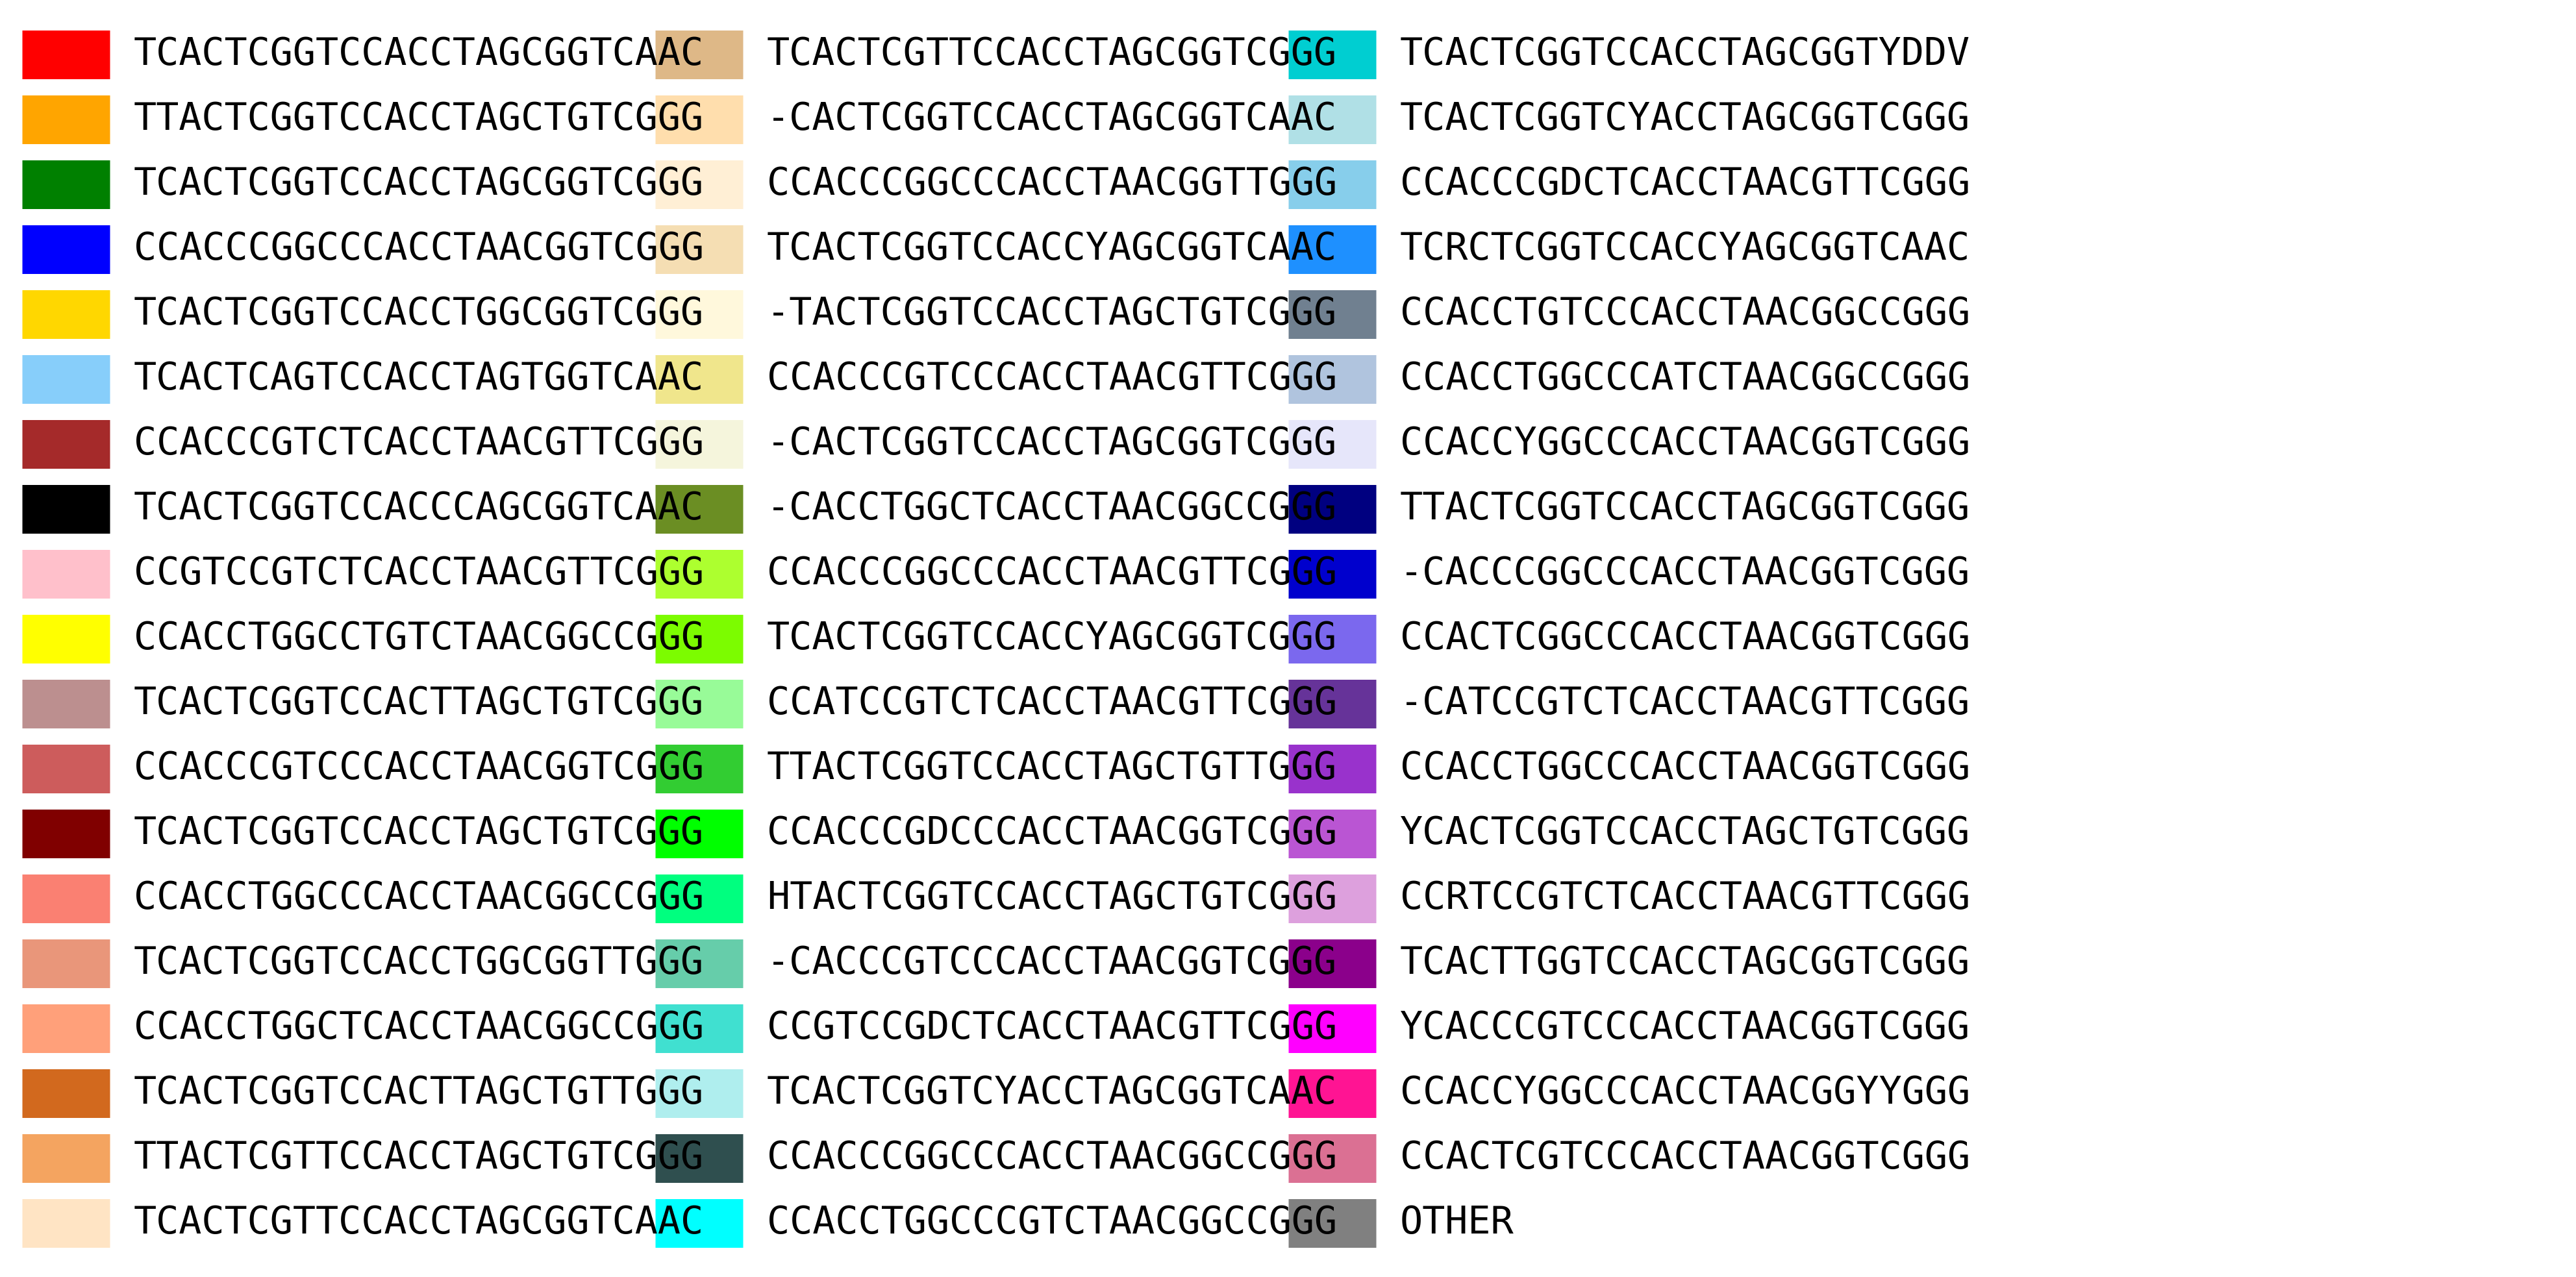 TCACTCGGTCCACCTAGCGGTCAAC TCACTCGTTCCACCTAGCGGTCGGG TCACTCGGTCCACCTAGCGGTYDDV
TTACTCGGTCCACCTAGCTGTCGGG -CACTCGGTCCACCTAGCGGTCAAC TCACTCGGTCYACCTAGCGGTCGGG
TCACTCGGTCCACCTAGCGGTCGGG CCACCCGGCCCACCTAACGGTTGGG CCACCCGDCTCACCTAACGTTCGGG
CCACCCGGCCCACCTAACGGTCGGG TCACTCGGTCCACCYAGCGGTCAAC TCRCTCGGTCCACCYAGCGGTCAAC
TCACTCGGTCCACCTGGCGGTCGGG -TACTCGGTCCACCTAGCTGTCGGG CCACCTGTCCCACCTAACGGCCGGG
TCACTCAGTCCACCTAGTGGTCAAC CCACCCGTCCCACCTAACGTTCGGG CCACCTGGCCCATCTAACGGCCGGG
CCACCCGTCTCACCTAACGTTCGGG -CACTCGGTCCACCTAGCGGTCGGG CCACCYGGCCCACCTAACGGTCGGG
TCACTCGGTCCACCCAGCGGTCAAC -CACCTGGCTCACCTAACGGCCGGG TTACTCGGTCCACCTAGCGGTCGGG
CCGTCCGTCTCACCTAACGTTCGGG CCACCCGGCCCACCTAACGTTCGGG -CACCCGGCCCACCTAACGGTCGGG
CCACCTGGCCTGTCTAACGGCCGGG TCACTCGGTCCACCYAGCGGTCGGG CCACTCGGCCCACCTAACGGTCGGG
TCACTCGGTCCACTTAGCTGTCGGG CCATCCGTCTCACCTAACGTTCGGG -CATCCGTCTCACCTAACGTTCGGG
CCACCCGTCCCACCTAACGGTCGGG TTACTCGGTCCACCTAGCTGTTGGG CCACCTGGCCCACCTAACGGTCGGG
TCACTCGGTCCACCTAGCTGTCGGG CCACCCGDCCCACCTAACGGTCGGG YCACTCGGTCCACCTAGCTGTCGGG
CCACCTGGCCCACCTAACGGCCGGG HTACTCGGTCCACCTAGCTGTCGGG CCRTCCGTCTCACCTAACGTTCGGG
TCACTCGGTCCACCTGGCGGTTGGG -CACCCGTCCCACCTAACGGTCGGG TCACTTGGTCCACCTAGCGGTCGGG
CCACCTGGCTCACCTAACGGCCGGG CCGTCCGDCTCACCTAACGTTCGGG YCACCCGTCCCACCTAACGGTCGGG
TCACTCGGTCCACTTAGCTGTTGGG TCACTCGGTCYACCTAGCGGTCAAC CCACCYGGCCCACCTAACGGYYGGG
TTACTCGTTCCACCTAGCTGTCGGG CCACCCGGCCCACCTAACGGCCGGG CCACTCGTCCCACCTAACGGTCGGG
TCACTCGTTCCACCTAGCGGTCAAC CCACCTGGCCCGTCTAACGGCCGGG OTHER